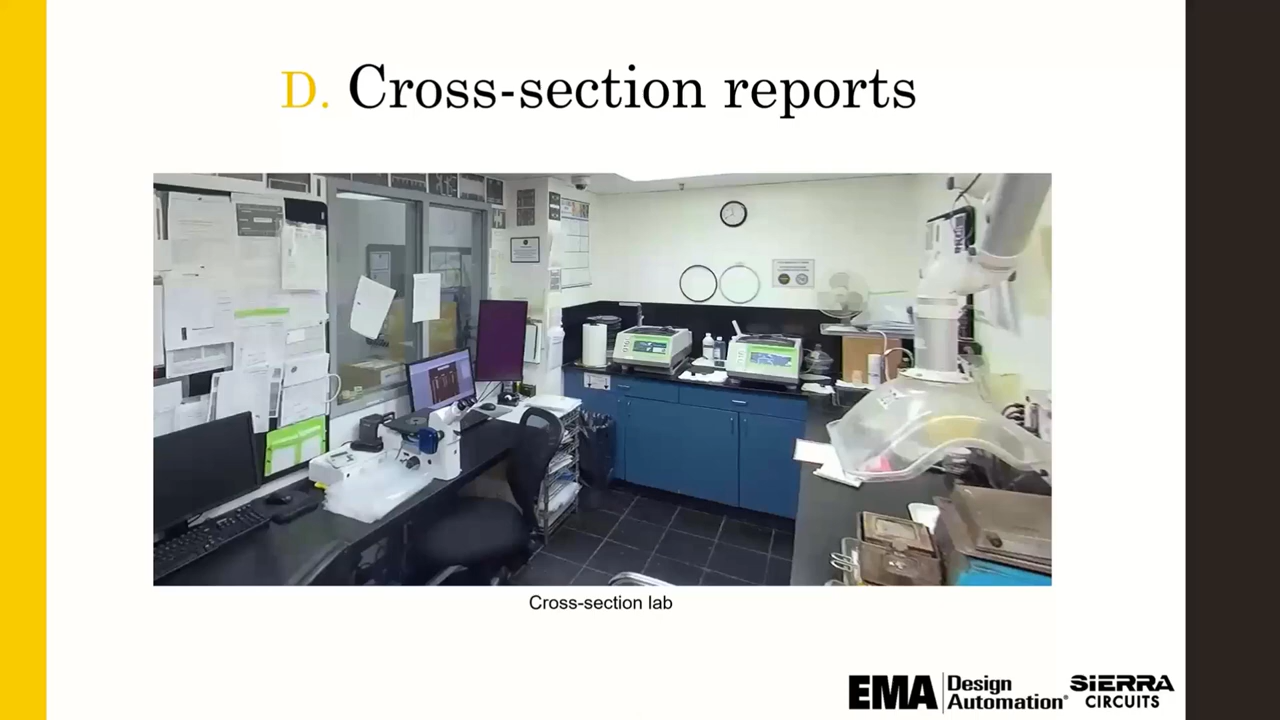 D. Cross-section reports
Cross-section lab
EMA Design Automation®
SIERRA CIRCUITS